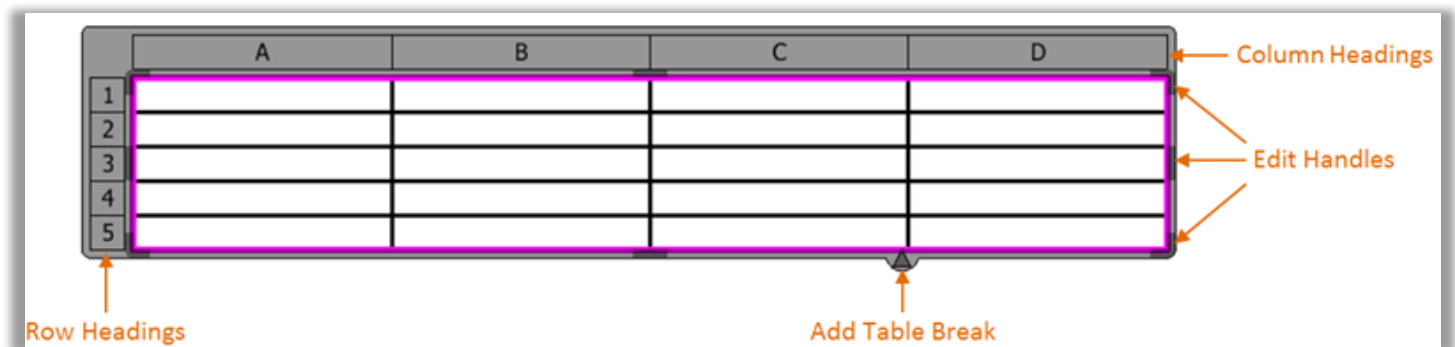 A B C D
Column Headings
1
2
3
Edit Handles
4
5
Row Headings
Add Table Break